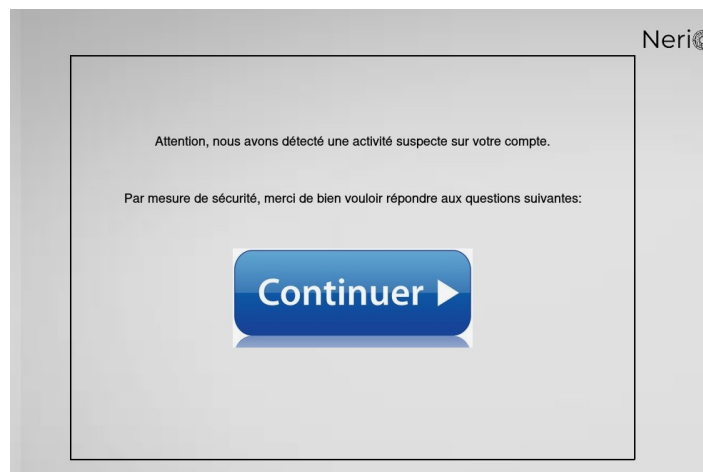 Neri
Attention, nous avons détecté une activité suspecte sur votre compte.
Par mesure de sécurité, merci de bien vouloir répondre aux questions suivantes:
Continuer